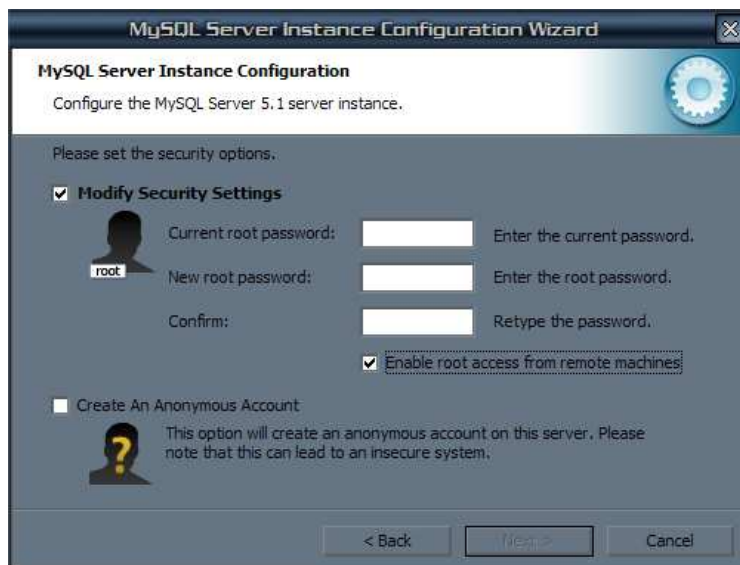 MySQL Server Instance Configuration Wizard
MySQL Server Instance Configuration
Configure the MySQL Server 5.1 server instance.
Please set the security options.
Modify Security Settings
root
Current root password:
Enter the current password.
New root password:
Enter the root password.
Confirm:
Retype the password.
Enable root access from remote machines
Create An Anonymous Account
?
This option will create an anonymous account on this server. Please
note that this can lead to an insecure system.
< Back
Next >
Cancel